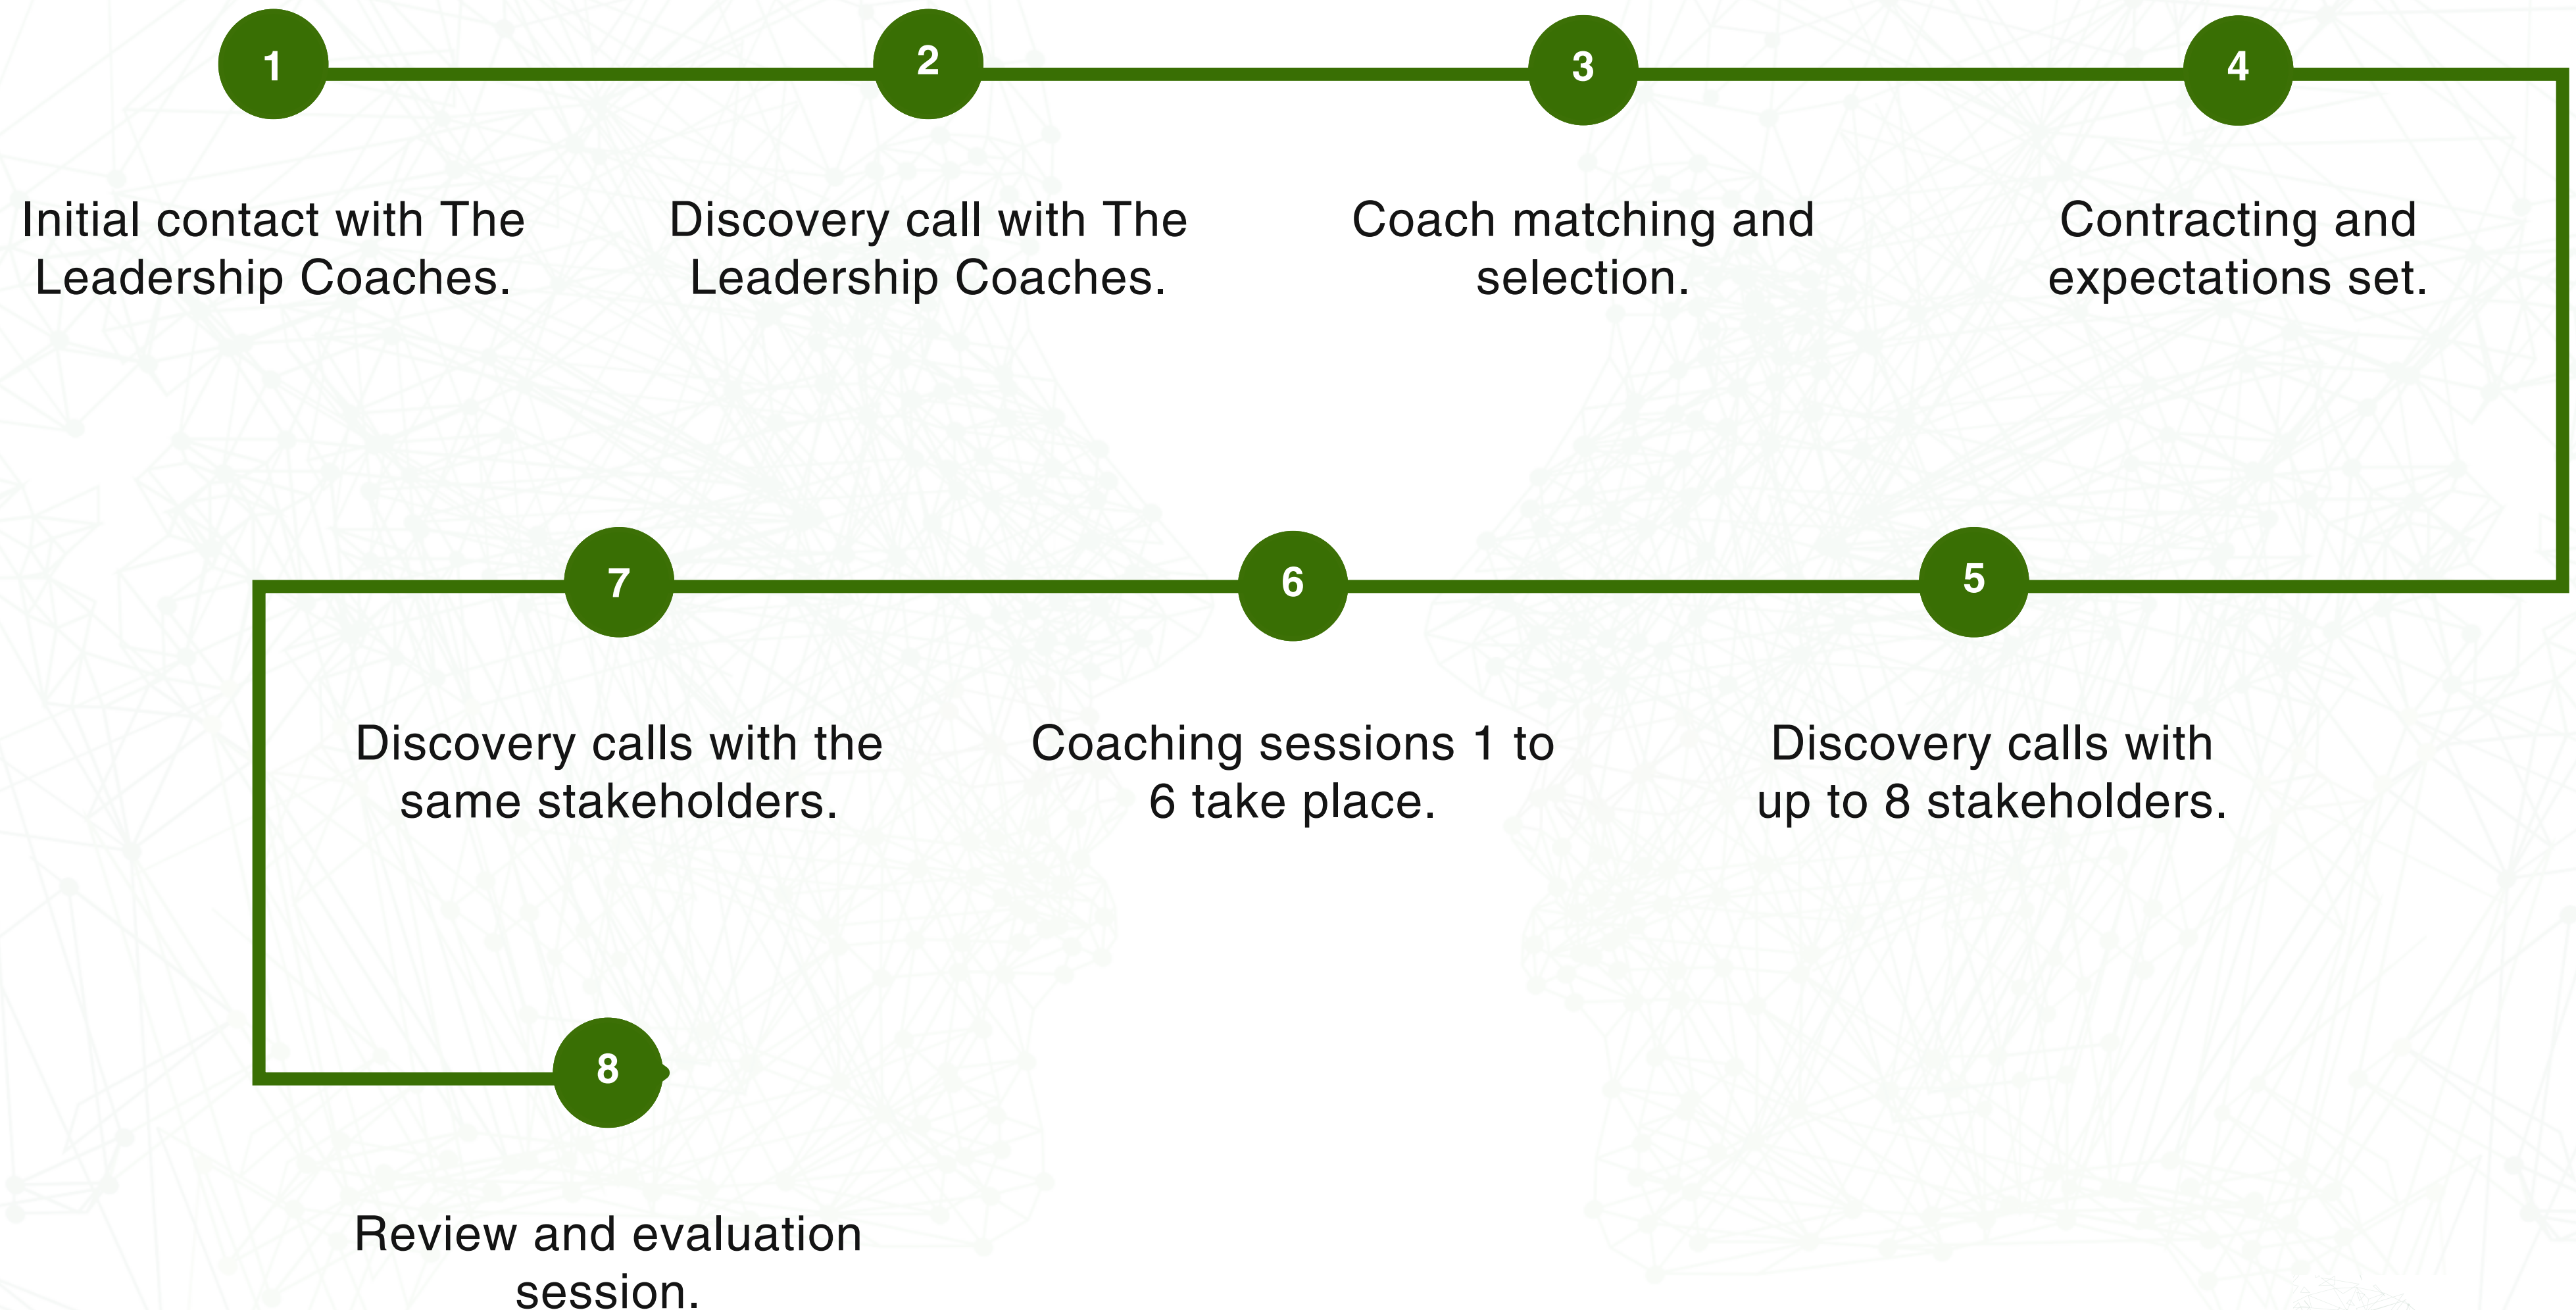 1
Initial contact with The
Leadership Coaches.
2
Discovery call with The
Leadership Coaches.
3
Coach matching and
selection.
4
Contracting and
expectations set.
5
Discovery calls with
up to 8 stakeholders.
6
Coaching sessions 1 to
6 take place.
7
Discovery calls with the
same stakeholders.
8
Review and evaluation
session.